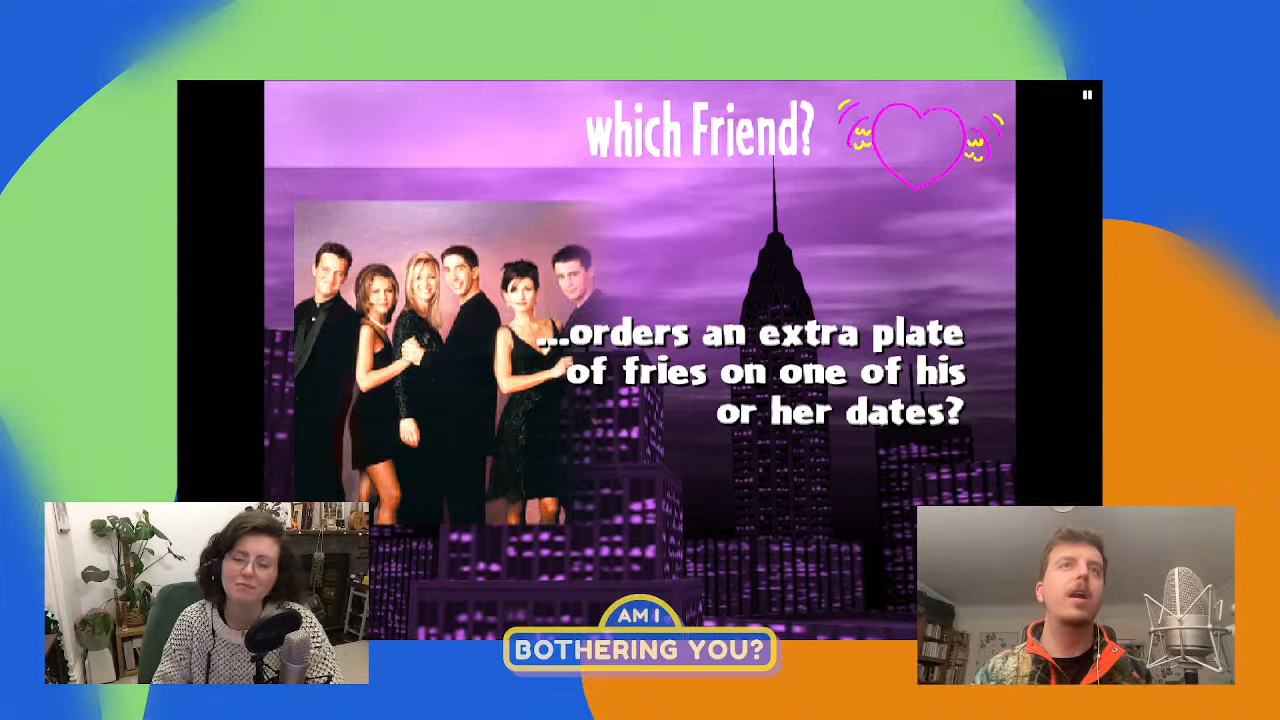 which Friend?
...orders an extra plate
of fries on one of his
or her dates?
AM I
BOTHERING YOU?